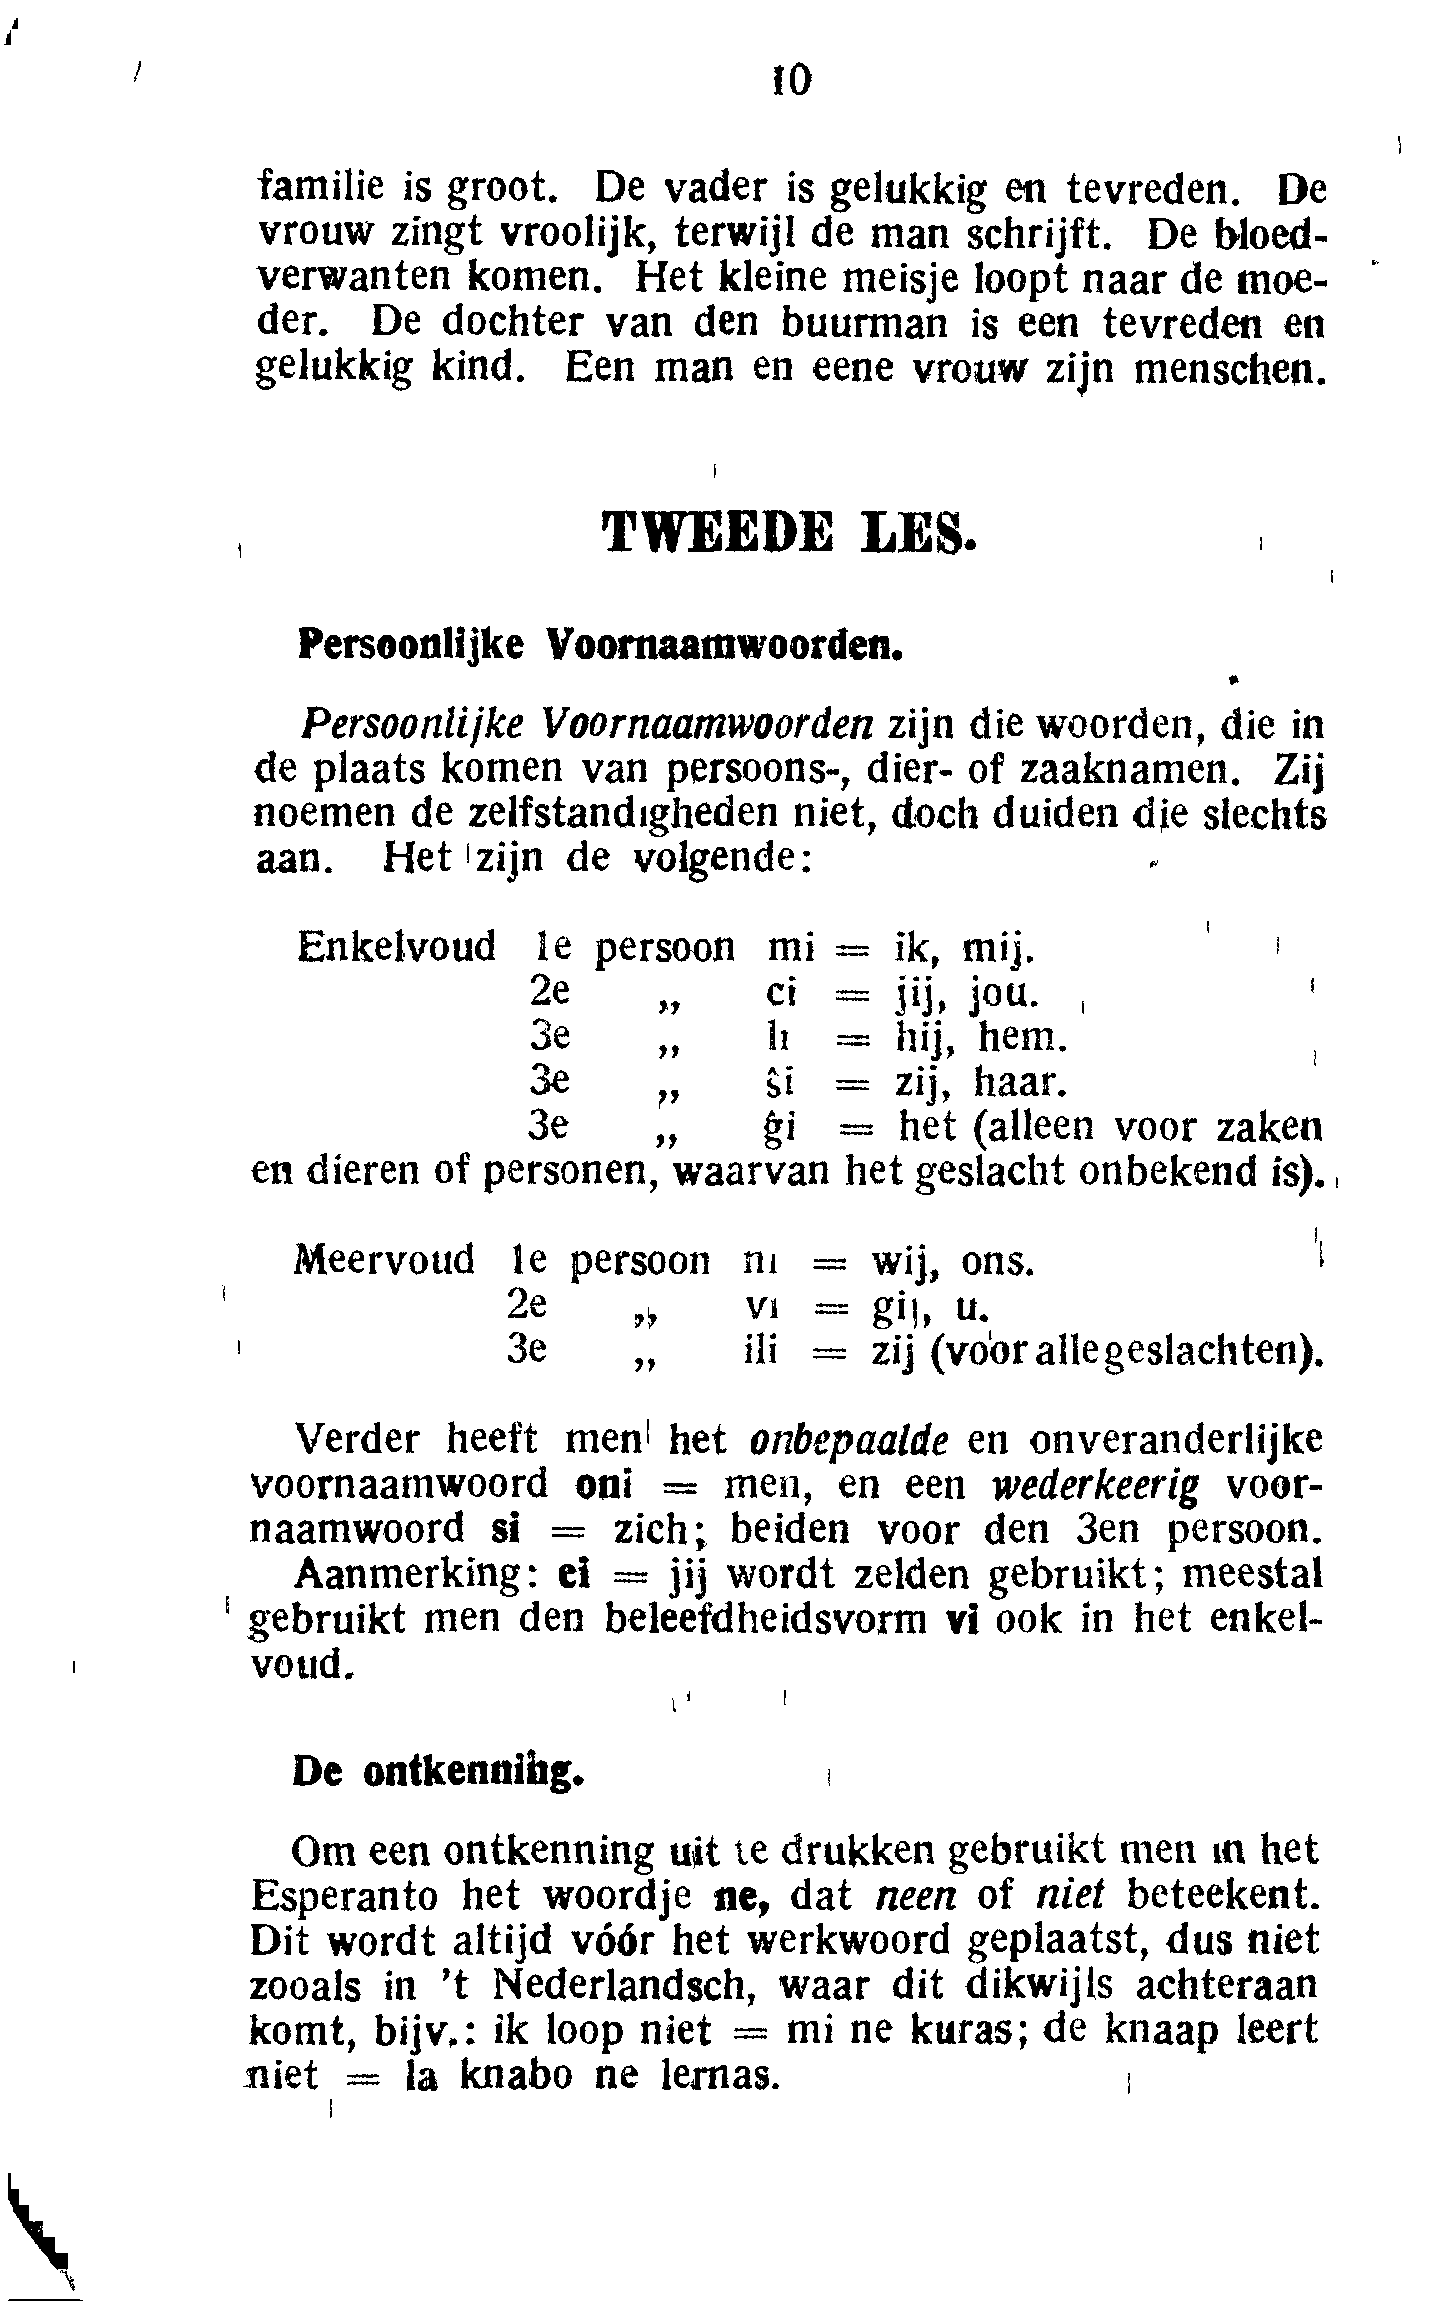 10
familie is groot. De vader is gelukkig en tevreden. De
vrouw zingt vroolijk, terwijl de man schrijft. De bloed-
verwanten komen. Het kleine meisje loopt naar de moe-
der. De dochter van den buurman is een tevreden en
gelukkig kind. Een man en eene vrouw zijn menschen.
TWEEDE LES.
Persoonlijke Voornaamwoorden.
Persoonlijke Voornaamwoorden zijn die woorden, die in
de plaats komen van persoons-, dier- of zaaknamen. Zij
noemen de zelfstandigheden niet, doch duiden die slechts
aan. Het zijn de volgende:
Enkelvoud 1e persoon mi = ik, mij.
2e „ ci = jij, jou.
3e „ li = hij, hem.
3e „ ŝi = zij, haar.
3e „ ĝi = het (alleen voor zaken
en dieren of personen, waarvan het geslacht onbekend is).
Meervoud 1e persoon ni = wij, ons.
2e „ vi = gij, u.
3e „ ili = zij (voor alle geslachten).
Verder heeft men het onbepaalde en onveranderlijke
voornaamwoord oni = men, en een wederkeerig voor-
naamwoord si = zich; beiden voor den 3en persoon.
Aanmerking: ci = jij wordt zelden gebruikt; meestal
gebruikt men den beleefdheidsvorm vi ook in het enkel-
voud.
De ontkenning.
Om een ontkenning uit te drukken gebruikt men in het
Esperanto het woordje ne, dat neen of niet beteekent.
Dit wordt altijd vóór het werkwoord geplaatst, dus niet
zooals in 't Nederlandsch, waar dit dikwijls achteraan
komt, bijv.: ik loop niet = mi ne kuras; de knaap leert
niet = la knabo ne lernas.